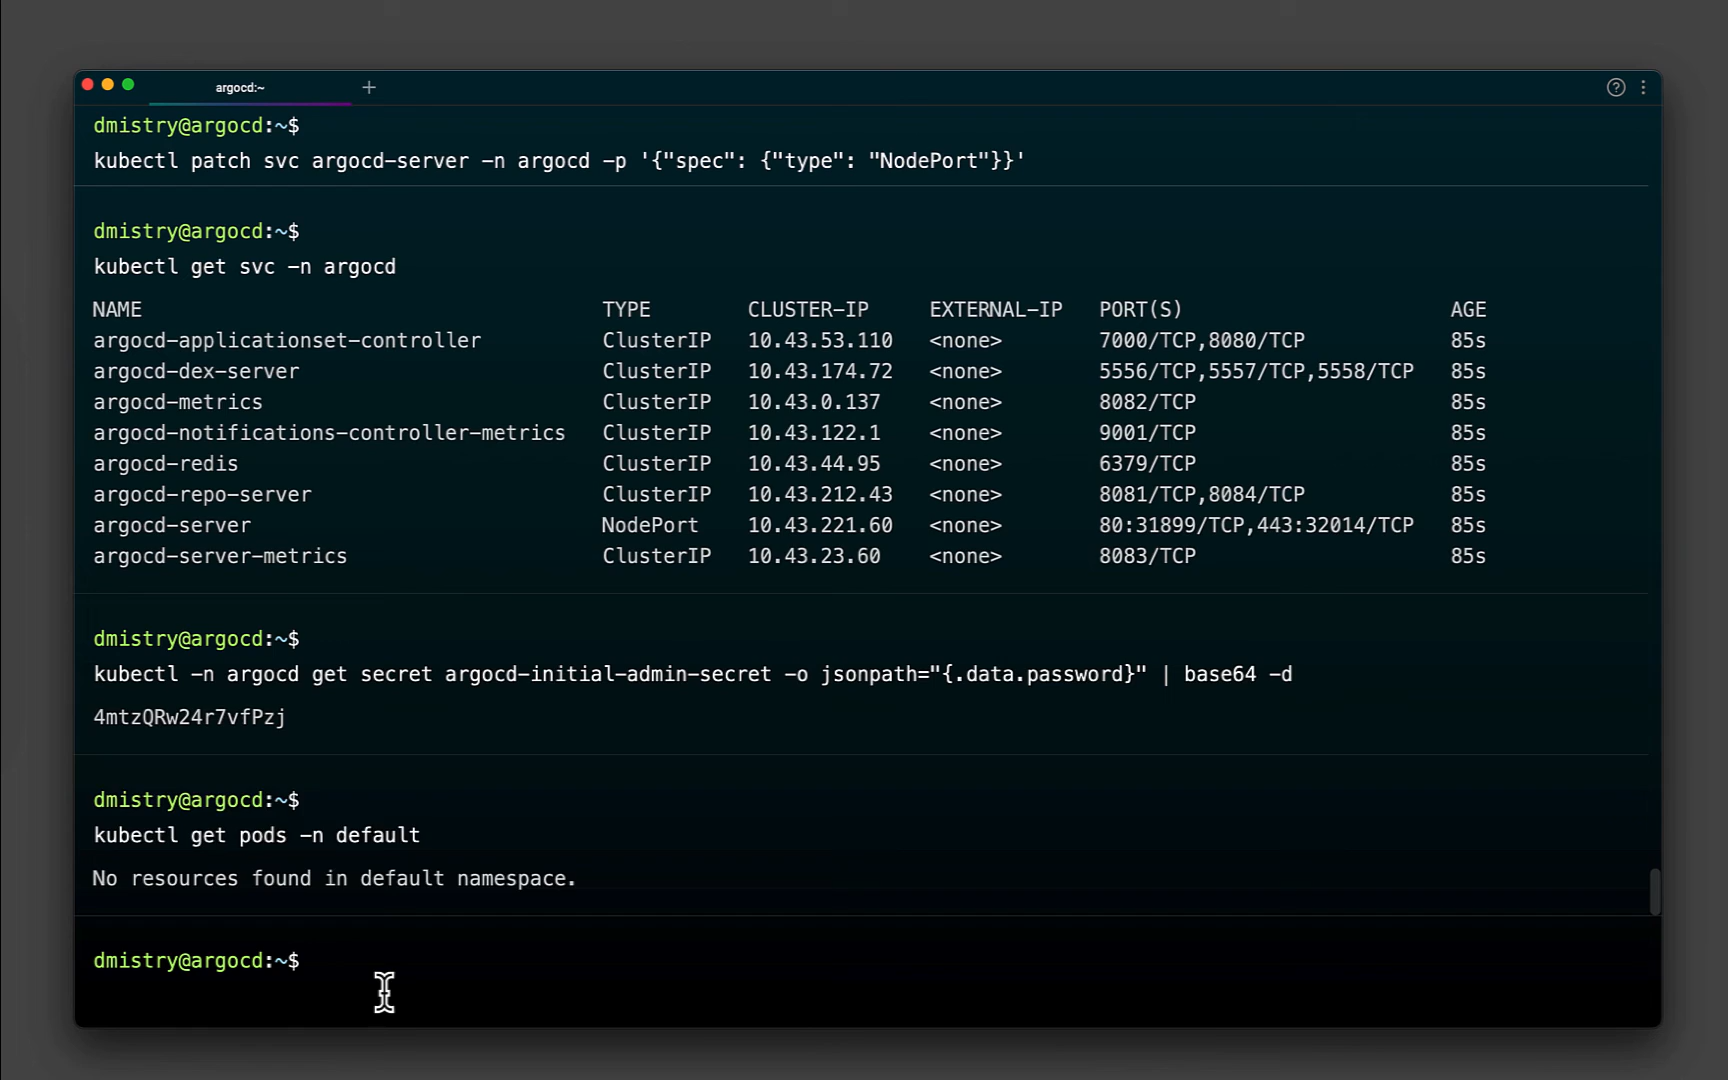 argocd:~
dmistry@argocd:~$
kubectl patch svc argocd-server -n argocd -p '{"spec": {"type": "NodePort"}}'
dmistry@argocd:~$
kubectl get svc -n argocd
NAME TYPE CLUSTER-IP EXTERNAL-IP PORT(S) AGE
argocd-applicationset-controller ClusterIP 10.43.53.110 <none> 7000/TCP,8080/TCP 85s
argocd-dex-server ClusterIP 10.43.174.72 <none> 5556/TCP,5557/TCP,5558/TCP 85s
argocd-metrics ClusterIP 10.43.0.137 <none> 8082/TCP 85s
argocd-notifications-controller-metrics ClusterIP 10.43.122.1 <none> 9001/TCP 85s
argocd-redis ClusterIP 10.43.44.95 <none> 6379/TCP 85s
argocd-repo-server ClusterIP 10.43.212.43 <none> 8081/TCP,8084/TCP 85s
argocd-server NodePort 10.43.221.60 <none> 80:31899/TCP,443:32014/TCP 85s
argocd-server-metrics ClusterIP 10.43.23.60 <none> 8083/TCP 85s
dmistry@argocd:~$
kubectl -n argocd get secret argocd-initial-admin-secret -o jsonpath="{.data.password}" | base64 -d
4mtzQRw24r7vfPzj
dmistry@argocd:~$
kubectl get pods -n default
No resources found in default namespace.
dmistry@argocd:~$